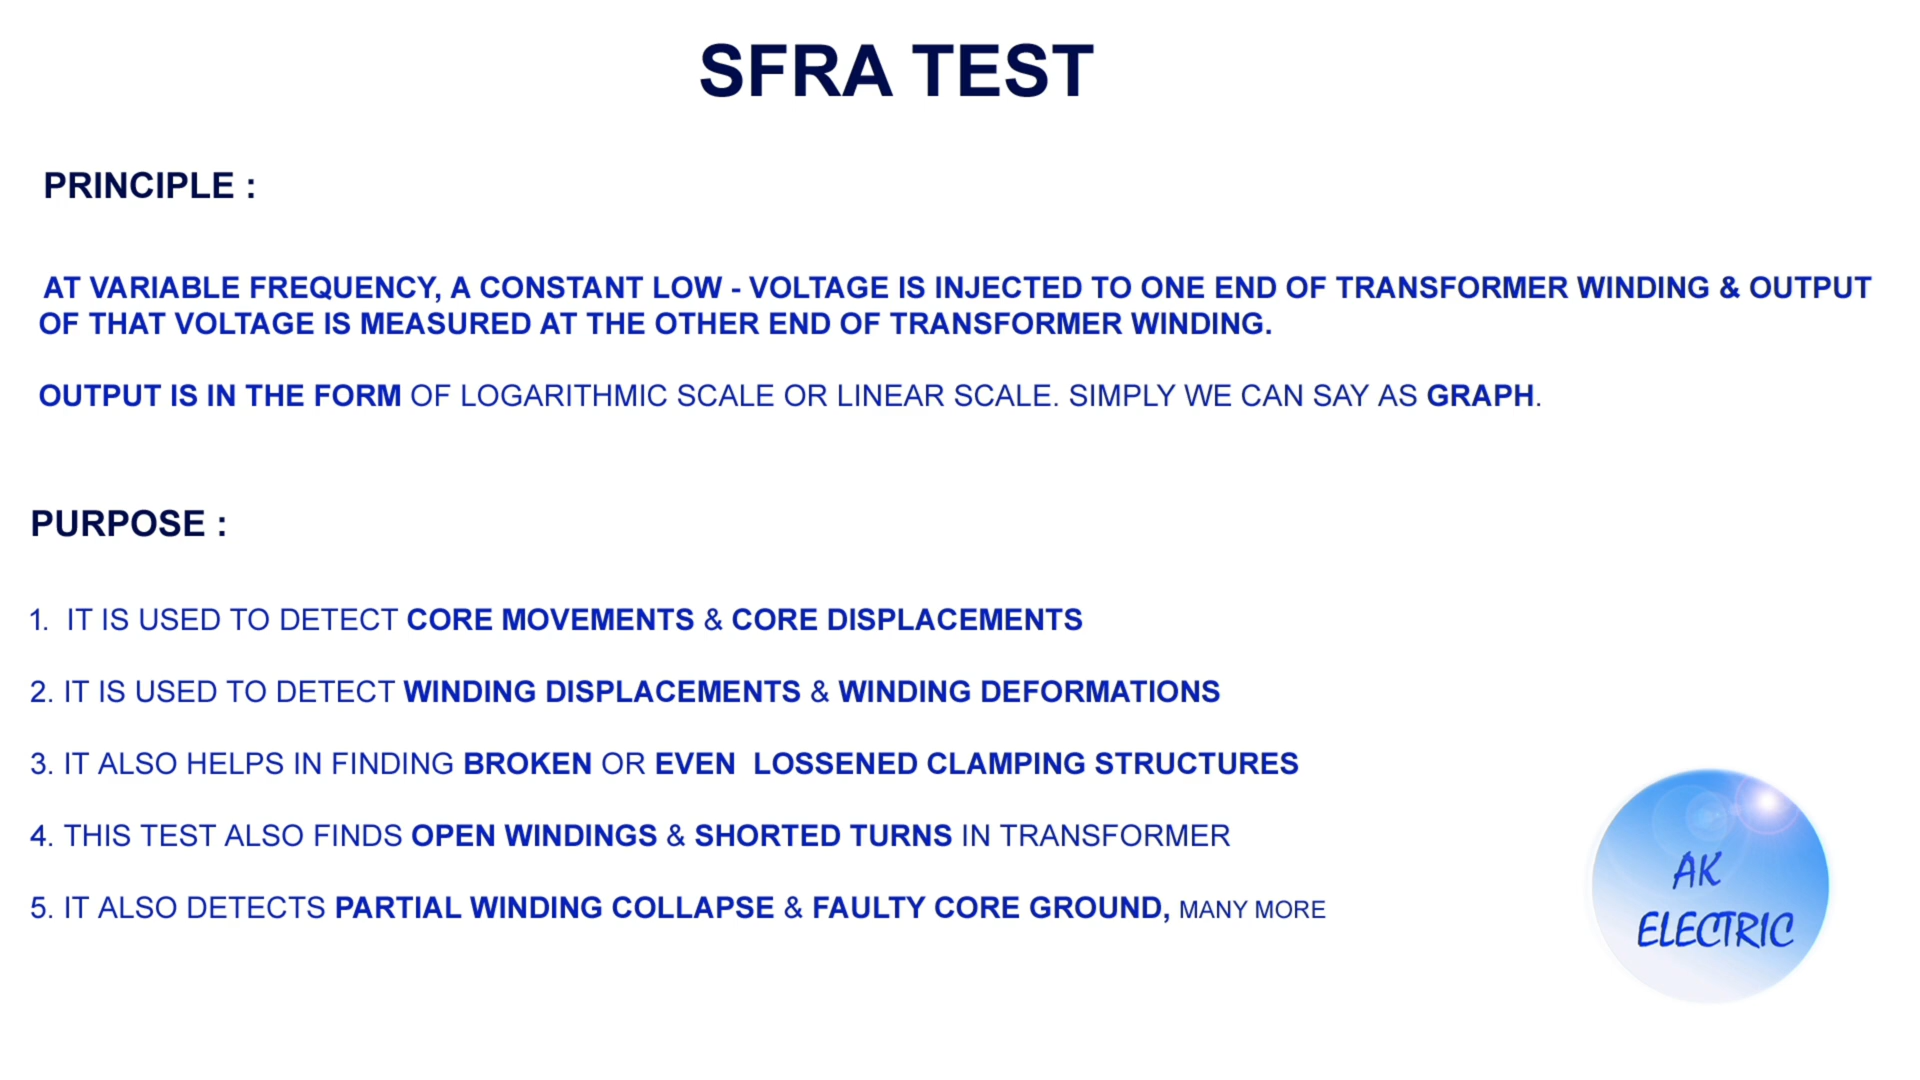 SFRA TEST
PRINCIPLE :
AT VARIABLE FREQUENCY, A CONSTANT LOW - VOLTAGE IS INJECTED TO ONE END OF TRANSFORMER WINDING & OUTPUT
OF THAT VOLTAGE IS MEASURED AT THE OTHER END OF TRANSFORMER WINDING.
OUTPUT IS IN THE FORM OF LOGARITHMIC SCALE OR LINEAR SCALE. SIMPLY WE CAN SAY AS GRAPH.
PURPOSE :
1. IT IS USED TO DETECT CORE MOVEMENTS & CORE DISPLACEMENTS
2. IT IS USED TO DETECT WINDING DISPLACEMENTS & WINDING DEFORMATIONS
3. IT ALSO HELPS IN FINDING BROKEN OR EVEN LOSSENED CLAMPING STRUCTURES
4. THIS TEST ALSO FINDS OPEN WINDINGS & SHORTED TURNS IN TRANSFORMER
5. IT ALSO DETECTS PARTIAL WINDING COLLAPSE & FAULTY CORE GROUND, MANY MORE
AK
ELECTRIC